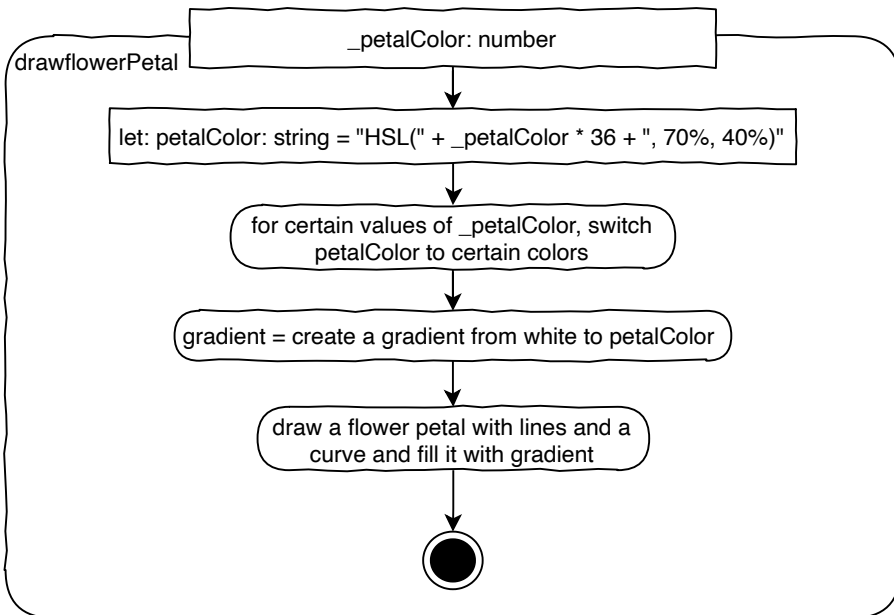 _petalColor: number
drawflowerPetal
let: petalColor: string = "HSL(" + _petalColor * 36 + ", 70%, 40%)"
for certain values of _petalColor, switch
petalColor to certain colors
gradient = create a gradient from white to petalColor
draw a flower petal with lines and a
curve and fill it with gradient